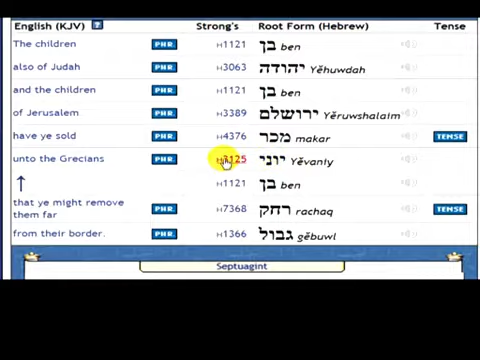 English (KJV) ? Strong's Root Form (Hebrew) Tense
The children PHR. H1121 בן ben
also of Judah PHR. H3063 יהודה Yĕhuwdah
and the children PHR. H1121 בן ben
of Jerusalem PHR. H3389 ירושלם Yĕruwshalaim
have ye sold PHR. H4376 מכר makar TENSE
unto the Grecians PHR. H3125 יוני Yĕvaniy
↑ H1121 בן ben
that ye might remove them far PHR. H7368 רחק rachaq TENSE
from their border. PHR. H1366 גבול gĕbuwl
Septuagint